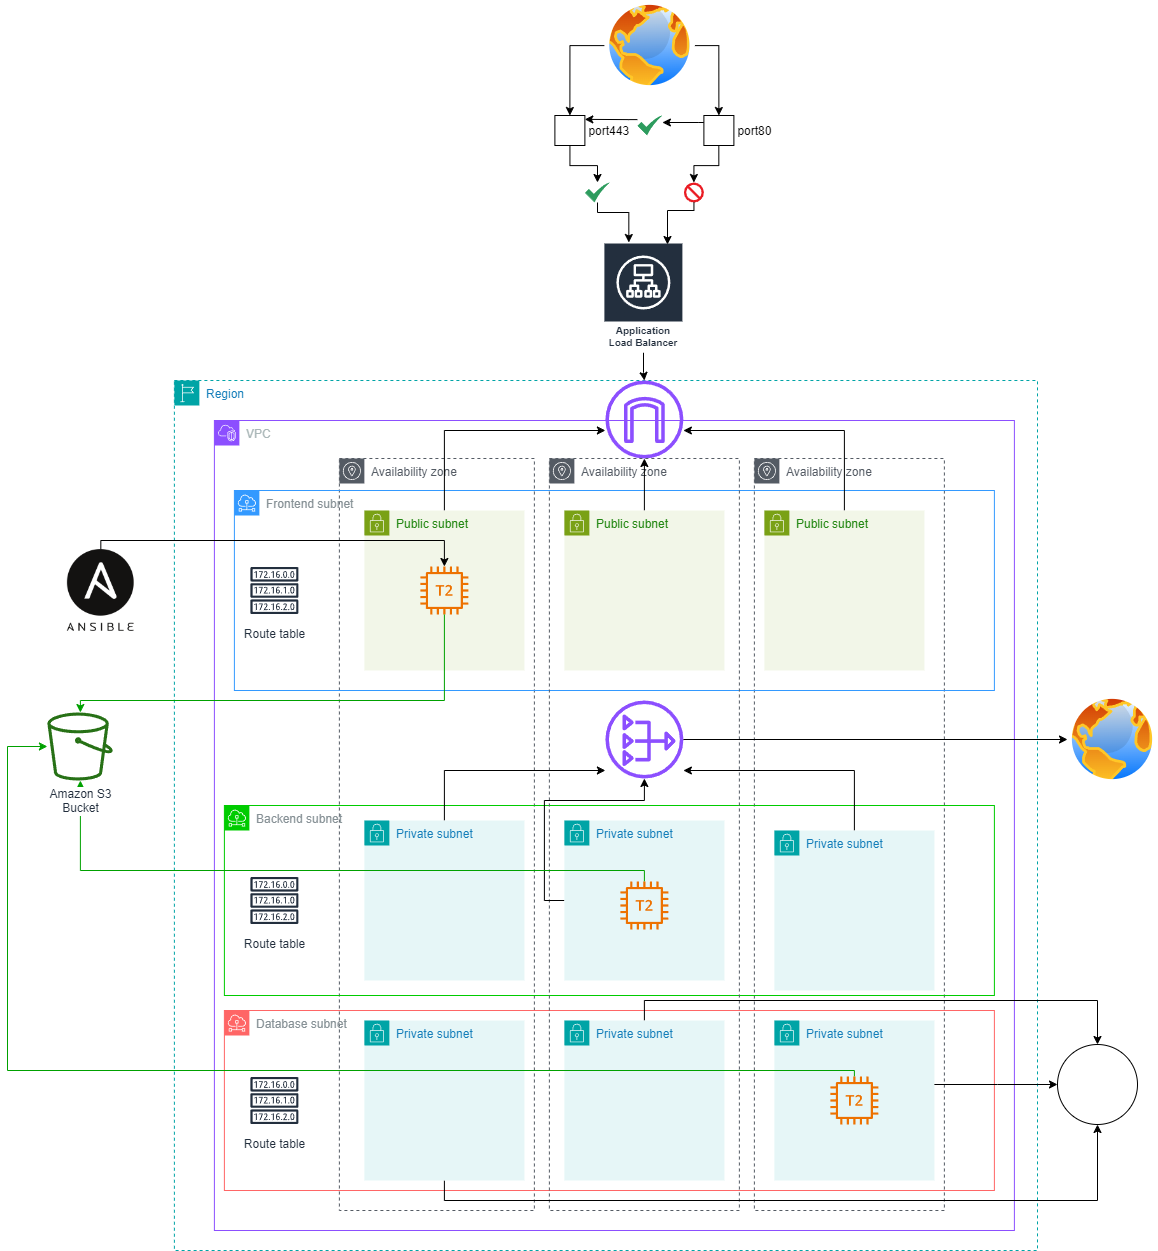 port443
port80
Application
Load Balancer
Region
VPC
Availability zone
Availability zone
Availability zone
Frontend subnet
Public subnet
Public subnet
Public subnet
172.16.0.0
172.16.1.0
172.16.2.0
Route table
T2
ANSIBLE
Amazon S3
Bucket
Backend subnet
Private subnet
Private subnet
Private subnet
172.16.0.0
172.16.1.0
172.16.2.0
Route table
T2
Database subnet
Private subnet
Private subnet
Private subnet
172.16.0.0
172.16.1.0
172.16.2.0
Route table
T2